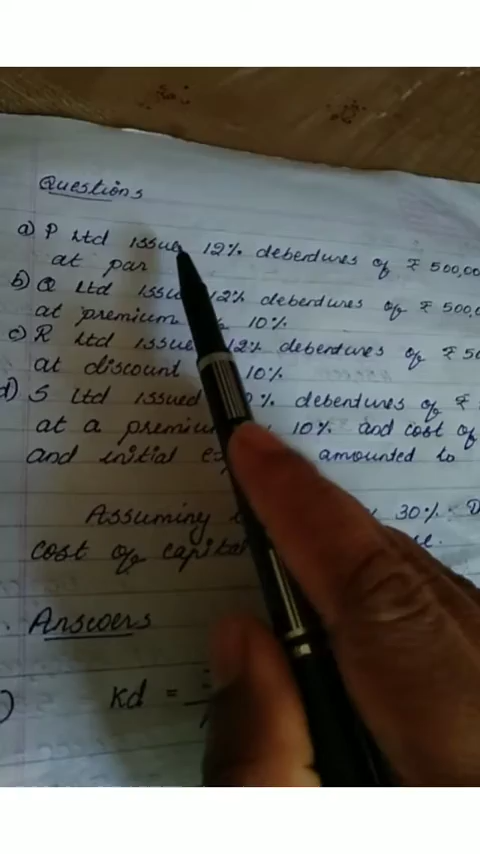 Questions
a) P Ltd issue 12% debentures of ₹ 500,00
at par
b) Q Ltd issu 12% debentures of ₹ 500,
at premium 10%
c) R Ltd issue 12% debentures of ₹ 5
at discount 10%
d) S Ltd issued % debentures of ₹
at a premiu 10% and cost of
and initial amounted to
Assuming 30%. D
cost of capital
Answers
Kd =